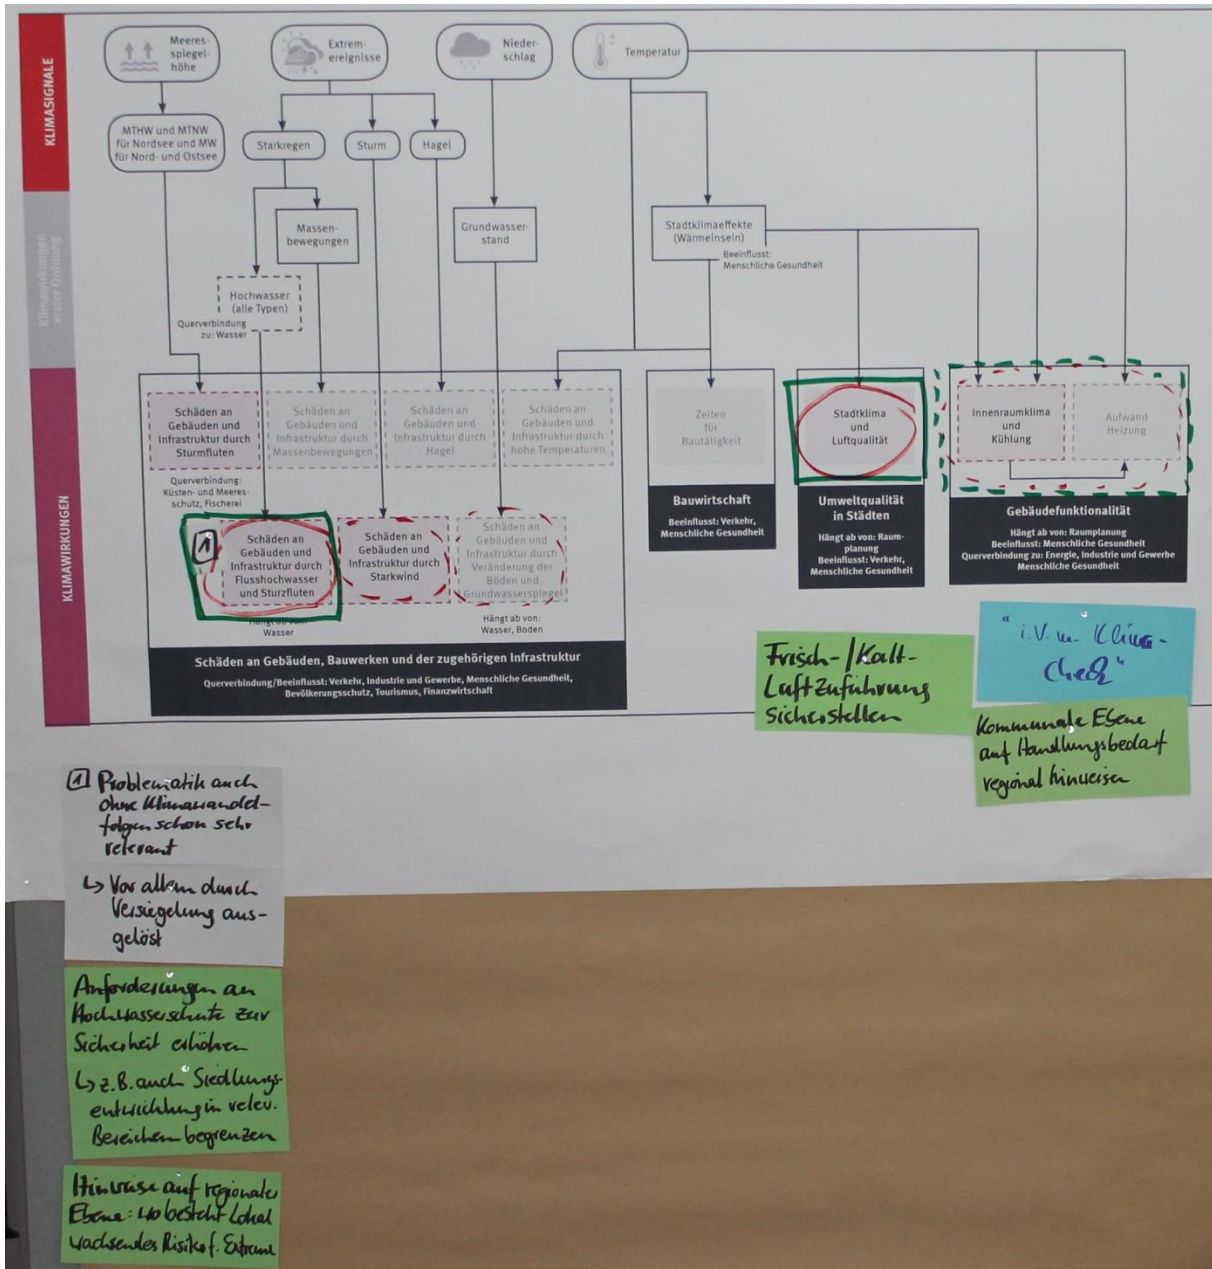 KLIMASIGNALE
Meeres-
spiegel-
höhe
Extrem-
ereignisse
Nieder-
schlag
Temperatur
MTHW und MTNW
für Nordsee und MW
für Nord- und Ostsee
Starkregen
Sturm
Hagel
Klimawirkungen
erster Ordnung
Massen-
bewegungen
Grundwasser-
stand
Stadtklimaeffekte
(Wärmeinseln)
Beeinflusst:
Menschliche Gesundheit
Hochwasser
(alle Typen)
Querverbindung
zu: Wasser
KLIMAWIRKUNGEN
Schäden an
Gebäuden und
Infrastruktur durch
Sturmfluten
Schäden an
Gebäuden und
Infrastruktur durch
Massenbewegungen
Schäden an
Gebäuden und
Infrastruktur durch
Hagel
Schäden an
Gebäuden und
Infrastruktur durch
hohe Temperaturen
Zeiten
für
Bautätigkeit
Stadtklima
und
Luftqualität
Innenraumklima
und
Kühlung
Aufwand
Heizung
Querverbindung:
Küsten- und Meeres-
schutz, Fischerei
1
Schäden an
Gebäuden und
Infrastruktur durch
Flusshochwasser
und Sturzfluten
Hängt ab von:
Wasser
Schäden an
Gebäuden und
Infrastruktur durch
Starkwind
Schäden an
Gebäuden und
Infrastruktur durch
Veränderung der
Böden und
Grundwasserspiegel
Hängt ab von:
Wasser, Boden
Schäden an Gebäuden, Bauwerken und der zugehörigen Infrastruktur
Querverbindung/Beeinflusst: Verkehr, Industrie und Gewerbe, Menschliche Gesundheit,
Bevölkerungsschutz, Tourismus, Finanzwirtschaft
Bauwirtschaft
Beeinflusst: Verkehr,
Menschliche Gesundheit
Umweltqualität
in Städten
Hängt ab von: Raum-
planung
Beeinflusst: Verkehr,
Menschliche Gesundheit
Gebäudefunktionalität
Hängt ab von: Raumplanung
Beeinflusst: Menschliche Gesundheit
Querverbindung zu: Energie, Industrie und Gewerbe
Menschliche Gesundheit
Frisch-/Kalt-
Luftzuführung
Sicherstellen
"i.V.m. Klima-
Check"
Kommunale Ebene
auf Handlungsbedarf
regional hinweisen
1 Problematik auch
ohne Klimawandel-
folgen schon sehr
relevant
↳ Vor allem durch
Versiegelung aus-
gelöst
Anforderungen an
Hochwasserschutz zur
Sicherheit erhöhen
↳ z.B. auch Siedlungs-
entwicklung in relev.
Bereichen begrenzen
Hinweise auf regionaler
Ebene: wo besteht lokal
wachsendes Risiko f. Extreme